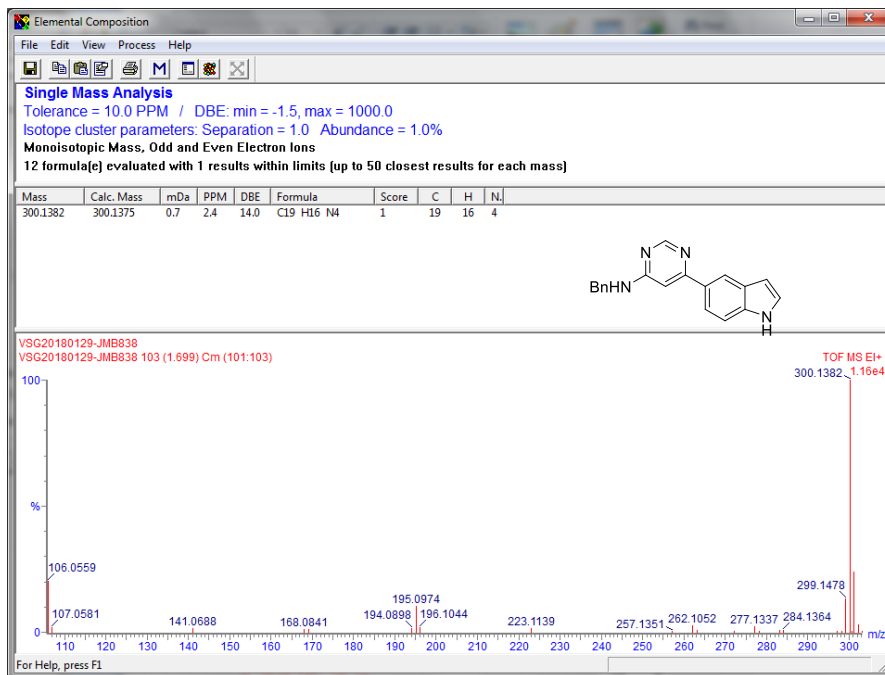 Elemental Composition
File Edit View Process Help
M
Single Mass Analysis
Tolerance = 10.0 PPM / DBE: min = -1.5, max = 1000.0
Isotope cluster parameters: Separation = 1.0 Abundance = 1.0%
Monoisotopic Mass, Odd and Even Electron Ions
12 formula(e) evaluated with 1 results within limits (up to 50 closest results for each mass)
Mass Calc. Mass mDa PPM DBE Formula Score C H N.
300.1382 300.1375 0.7 2.4 14.0 C19 H16 N4 1 19 16 4
N N
BnHN
N
H
VSG20180129-JMB838
VSG20180129-JMB838 103 (1.699) Cm (101:103) TOF MS EI+
300.1382 1.16e4
100
%
106.0559
299.1478
195.0974
107.0581 141.0688 168.0841 194.0898 196.1044 223.1139 257.1351 262.1052 277.1337 284.1364
0 m/z
110 120 130 140 150 160 170 180 190 200 210 220 230 240 250 260 270 280 290 300
For Help, press F1